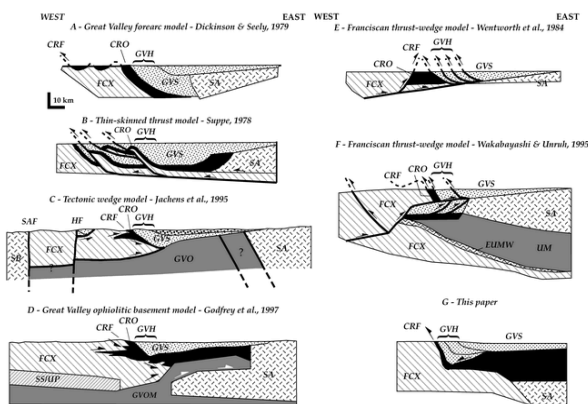 WEST EAST
A - Great Valley forearc model - Dickinson & Seely, 1979
CRF CRO GVH
FCX GVS SA
10 km
B - Thin-skinned thrust model - Suppe, 1978
CRO GVH
CRF
FCX GVS SA
C - Tectonic wedge model - Jachens et al., 1995
SAF HF CRF CRO GVH
SB FCX GVS GVO ? SA
?
D - Great Valley ophiolitic basement model - Godfrey et al., 1997
CRF CRO GVH
GVS
FCX
SS/UP GVOM SA
WEST EAST
E - Franciscan thrust-wedge model - Wentworth et al., 1984
CRF GVH
CRO GVS
FCX SA
F - Franciscan thrust-wedge model - Wakabayashi & Unruh, 1995
CRF GVH
CRO GVS
FCX SA
FCX EUMW UM
G - This paper
CRF GVH
GVS
FCX
SA